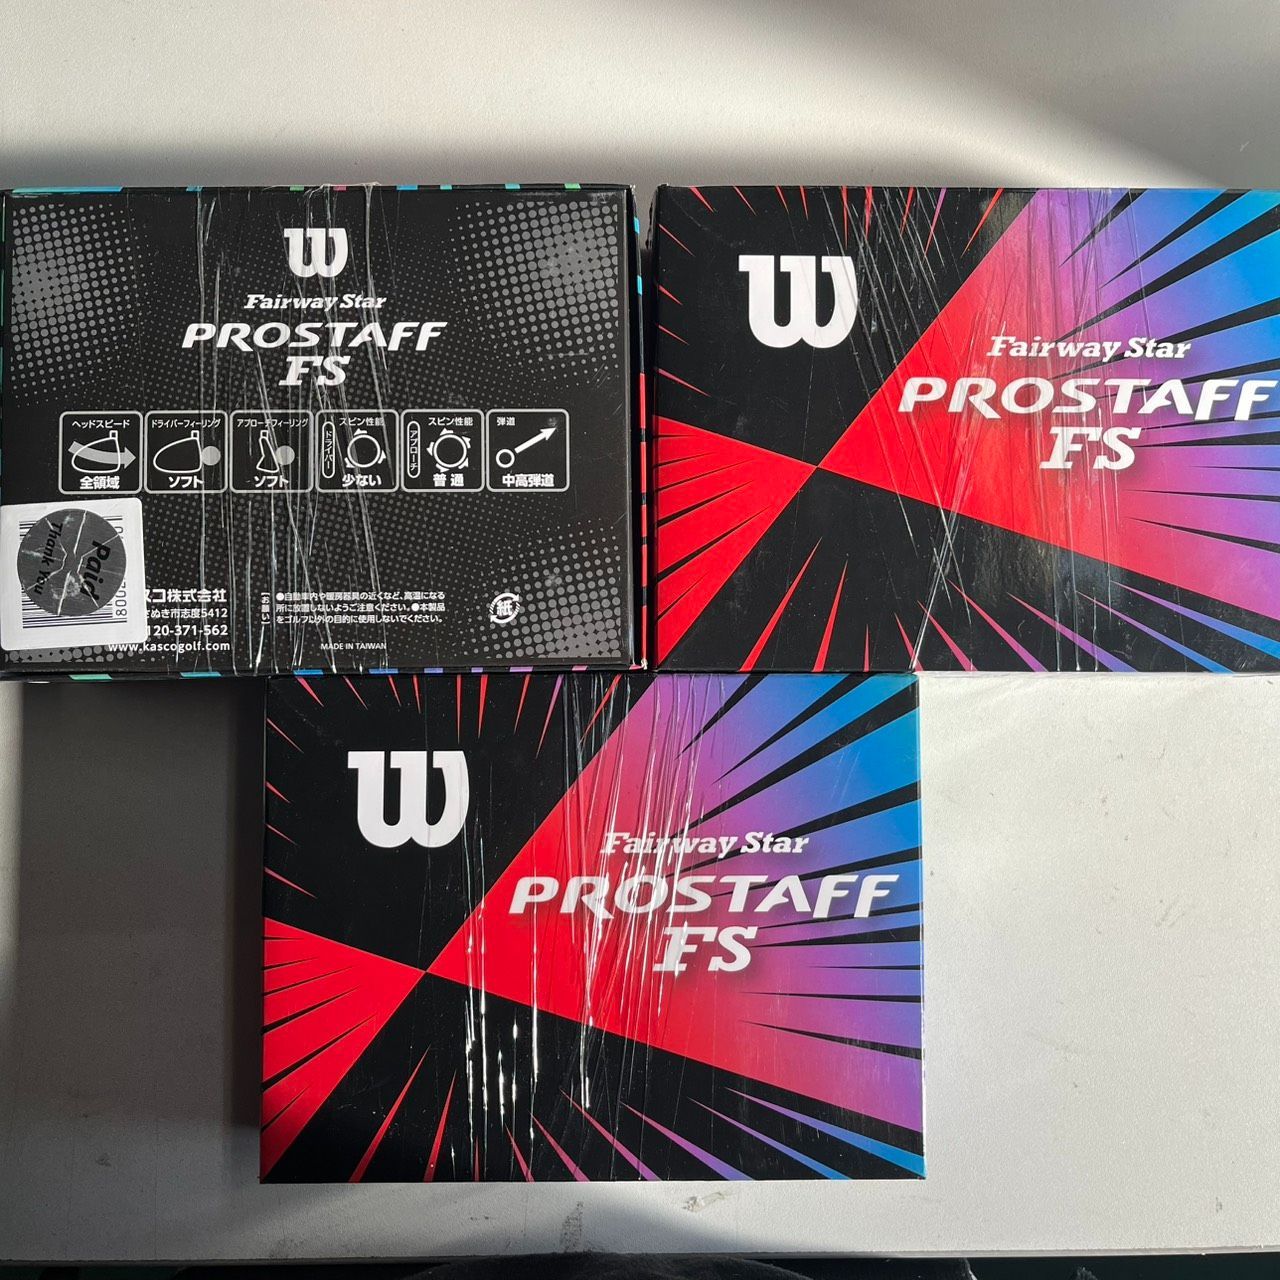 W
Fairway Star
PROSTAFF
FS
ヘッドスピード
全領域
ドライバーフィーリング
ソフト
アプローチフィーリング
ソフト
スピン性能
ドライバー
少ない
スピン性能
アプローチ
普通
弾道
中高弾道
Paid
Thank You
スコ株式会社
さぬき市志度5412
120-371-562
www.kascogolf.com
●自動車内や暖房器具の近くなど、高温になる
所に放置しないようご注意ください。●本製品
をゴルフ以外の目的に使用しないでください。
MADE IN TAIWAN
紙
W
Fairway Star
PROSTAFF
FS
W
Fairway Star
PROSTAFF
FS